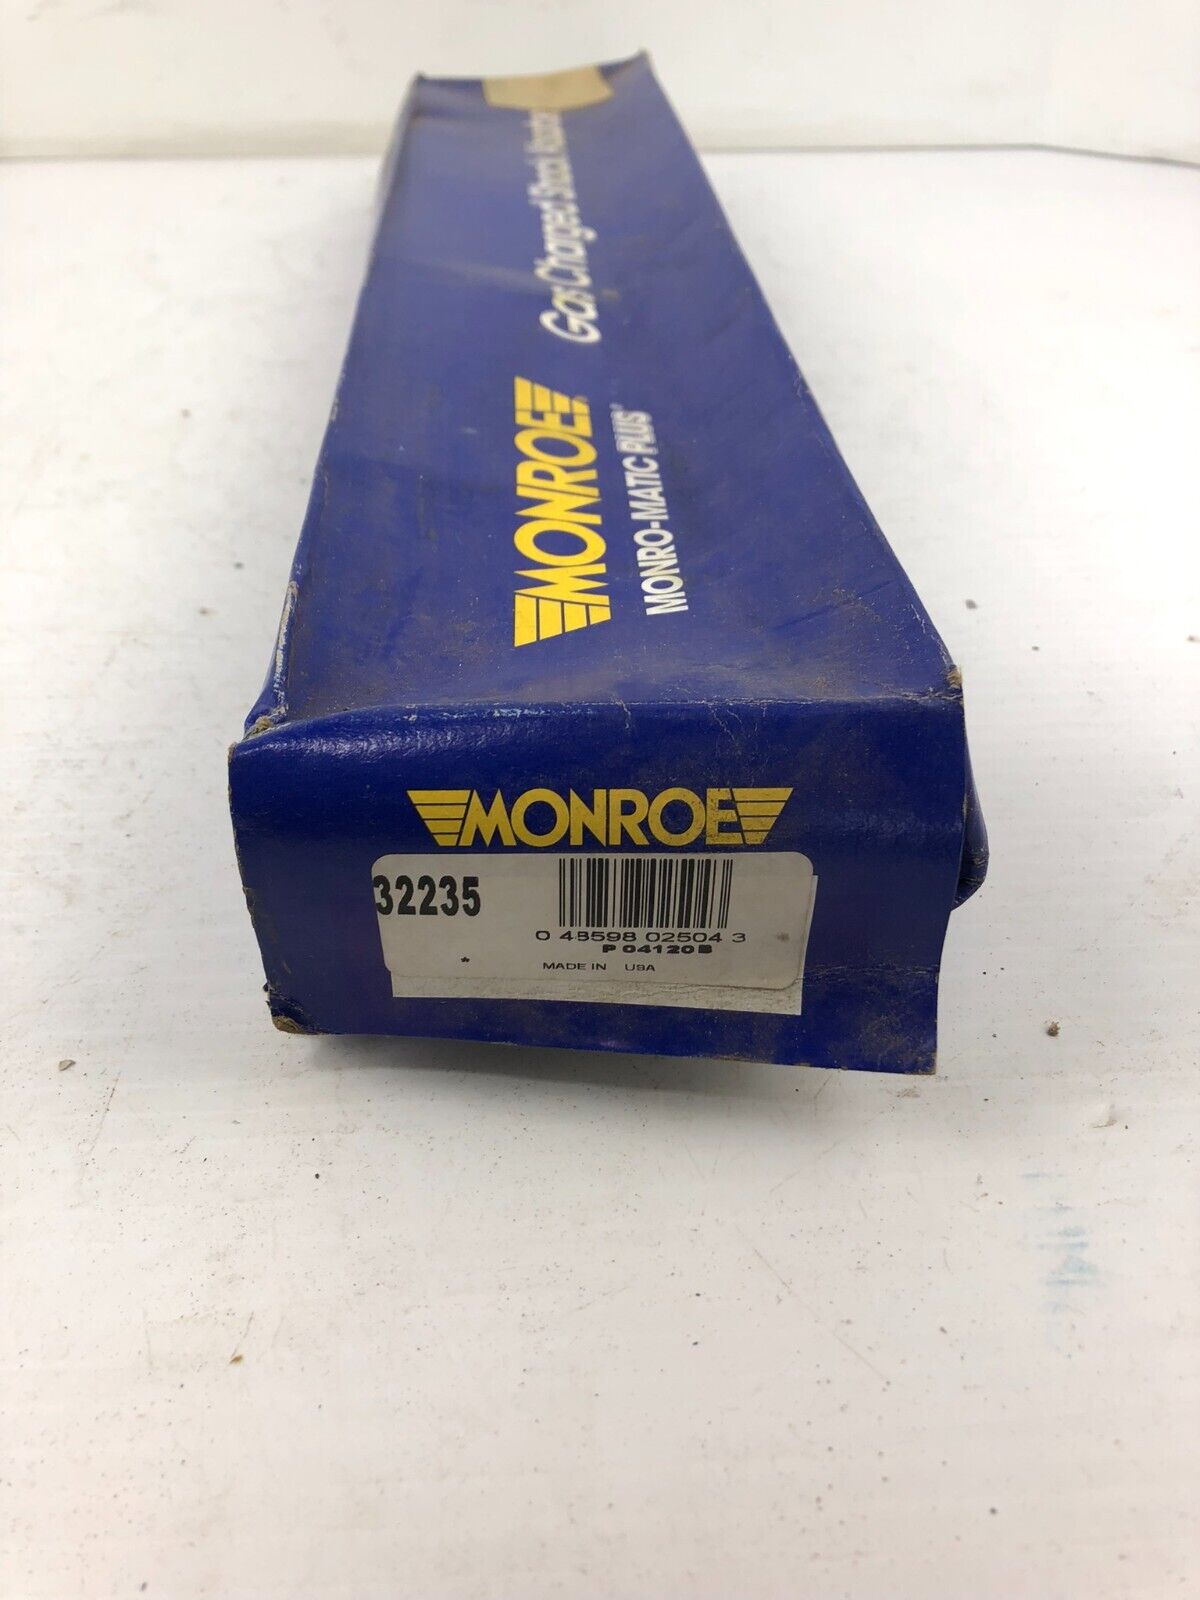 Gas Charged Shock Absorber
MONROE
MONRO-MATIC PLUS
MONROE
32235
0 48598 02504 3
P 04120B
* MADE IN USA